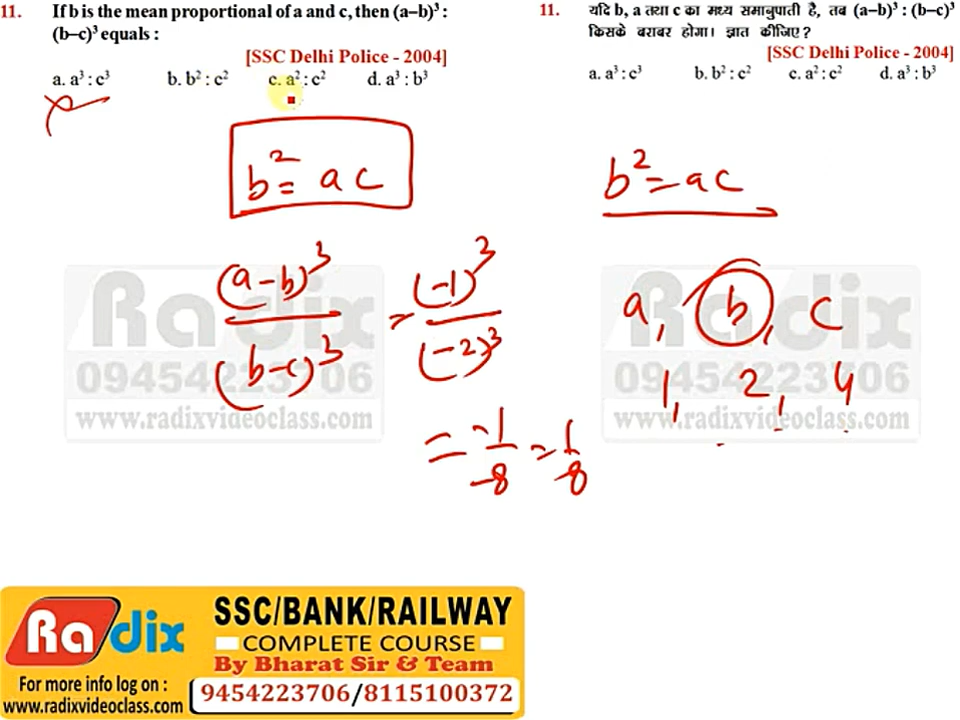 11. If b is the mean proportional of a and c, then (a–b)³ :
(b–c)³ equals :
[SSC Delhi Police - 2004]
a. a³ : c³ b. b² : c² c. a² : c² d. a³ : b³
b² = ac
(a-b)³ / (b-c)³ = (-1)³ / (-2)³
= -1/-8 = 1/8
11. यदि b, a तथा c का मध्य समानुपाती है, तब (a–b)³ : (b–c)³
किसके बराबर होगा। ज्ञात कीजिए?
[SSC Delhi Police - 2004]
a. a³ : c³ b. b² : c² c. a² : c² d. a³ : b³
b² = ac
a, b, c
1, 2, 4
Radix
09454223706
www.radixvideoclass.com
Radix
09454223706
www.radixvideoclass.com
Radix
For more info log on :
www.radixvideoclass.com
SSC/BANK/RAILWAY
COMPLETE COURSE
By Bharat Sir & Team
9454223706/8115100372